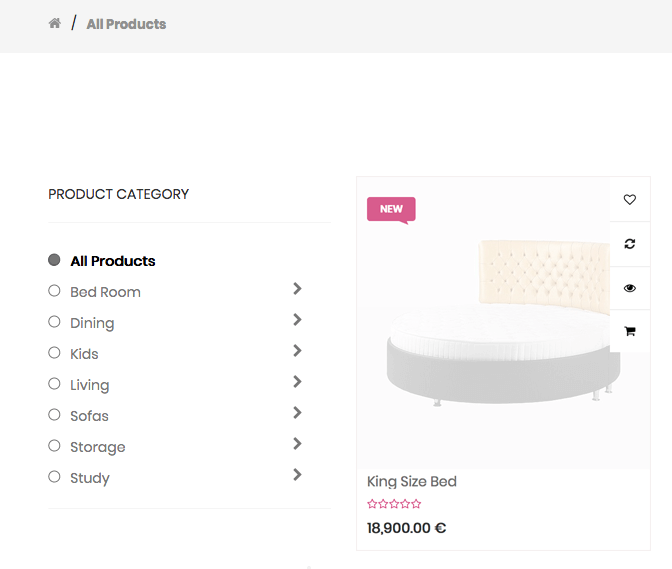 / All Products
PRODUCT CATEGORY
All Products
Bed Room
Dining
Kids
Living
Sofas
Storage
Study
NEW
King Size Bed
18,900.00 €